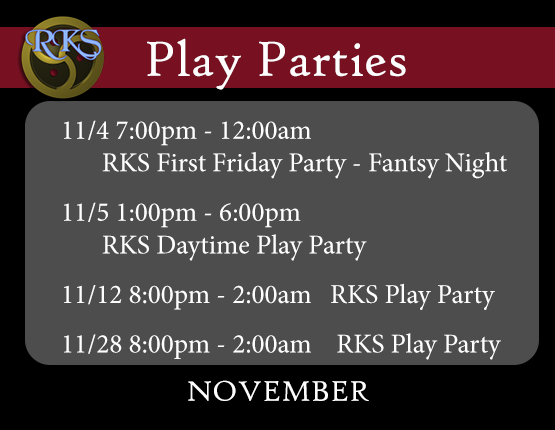 RKS
Play Parties
11/4 7:00pm - 12:00am
RKS First Friday Party - Fantsy Night
11/5 1:00pm - 6:00pm
RKS Daytime Play Party
11/12 8:00pm - 2:00am RKS Play Party
11/28 8:00pm - 2:00am RKS Play Party
NOVEMBER